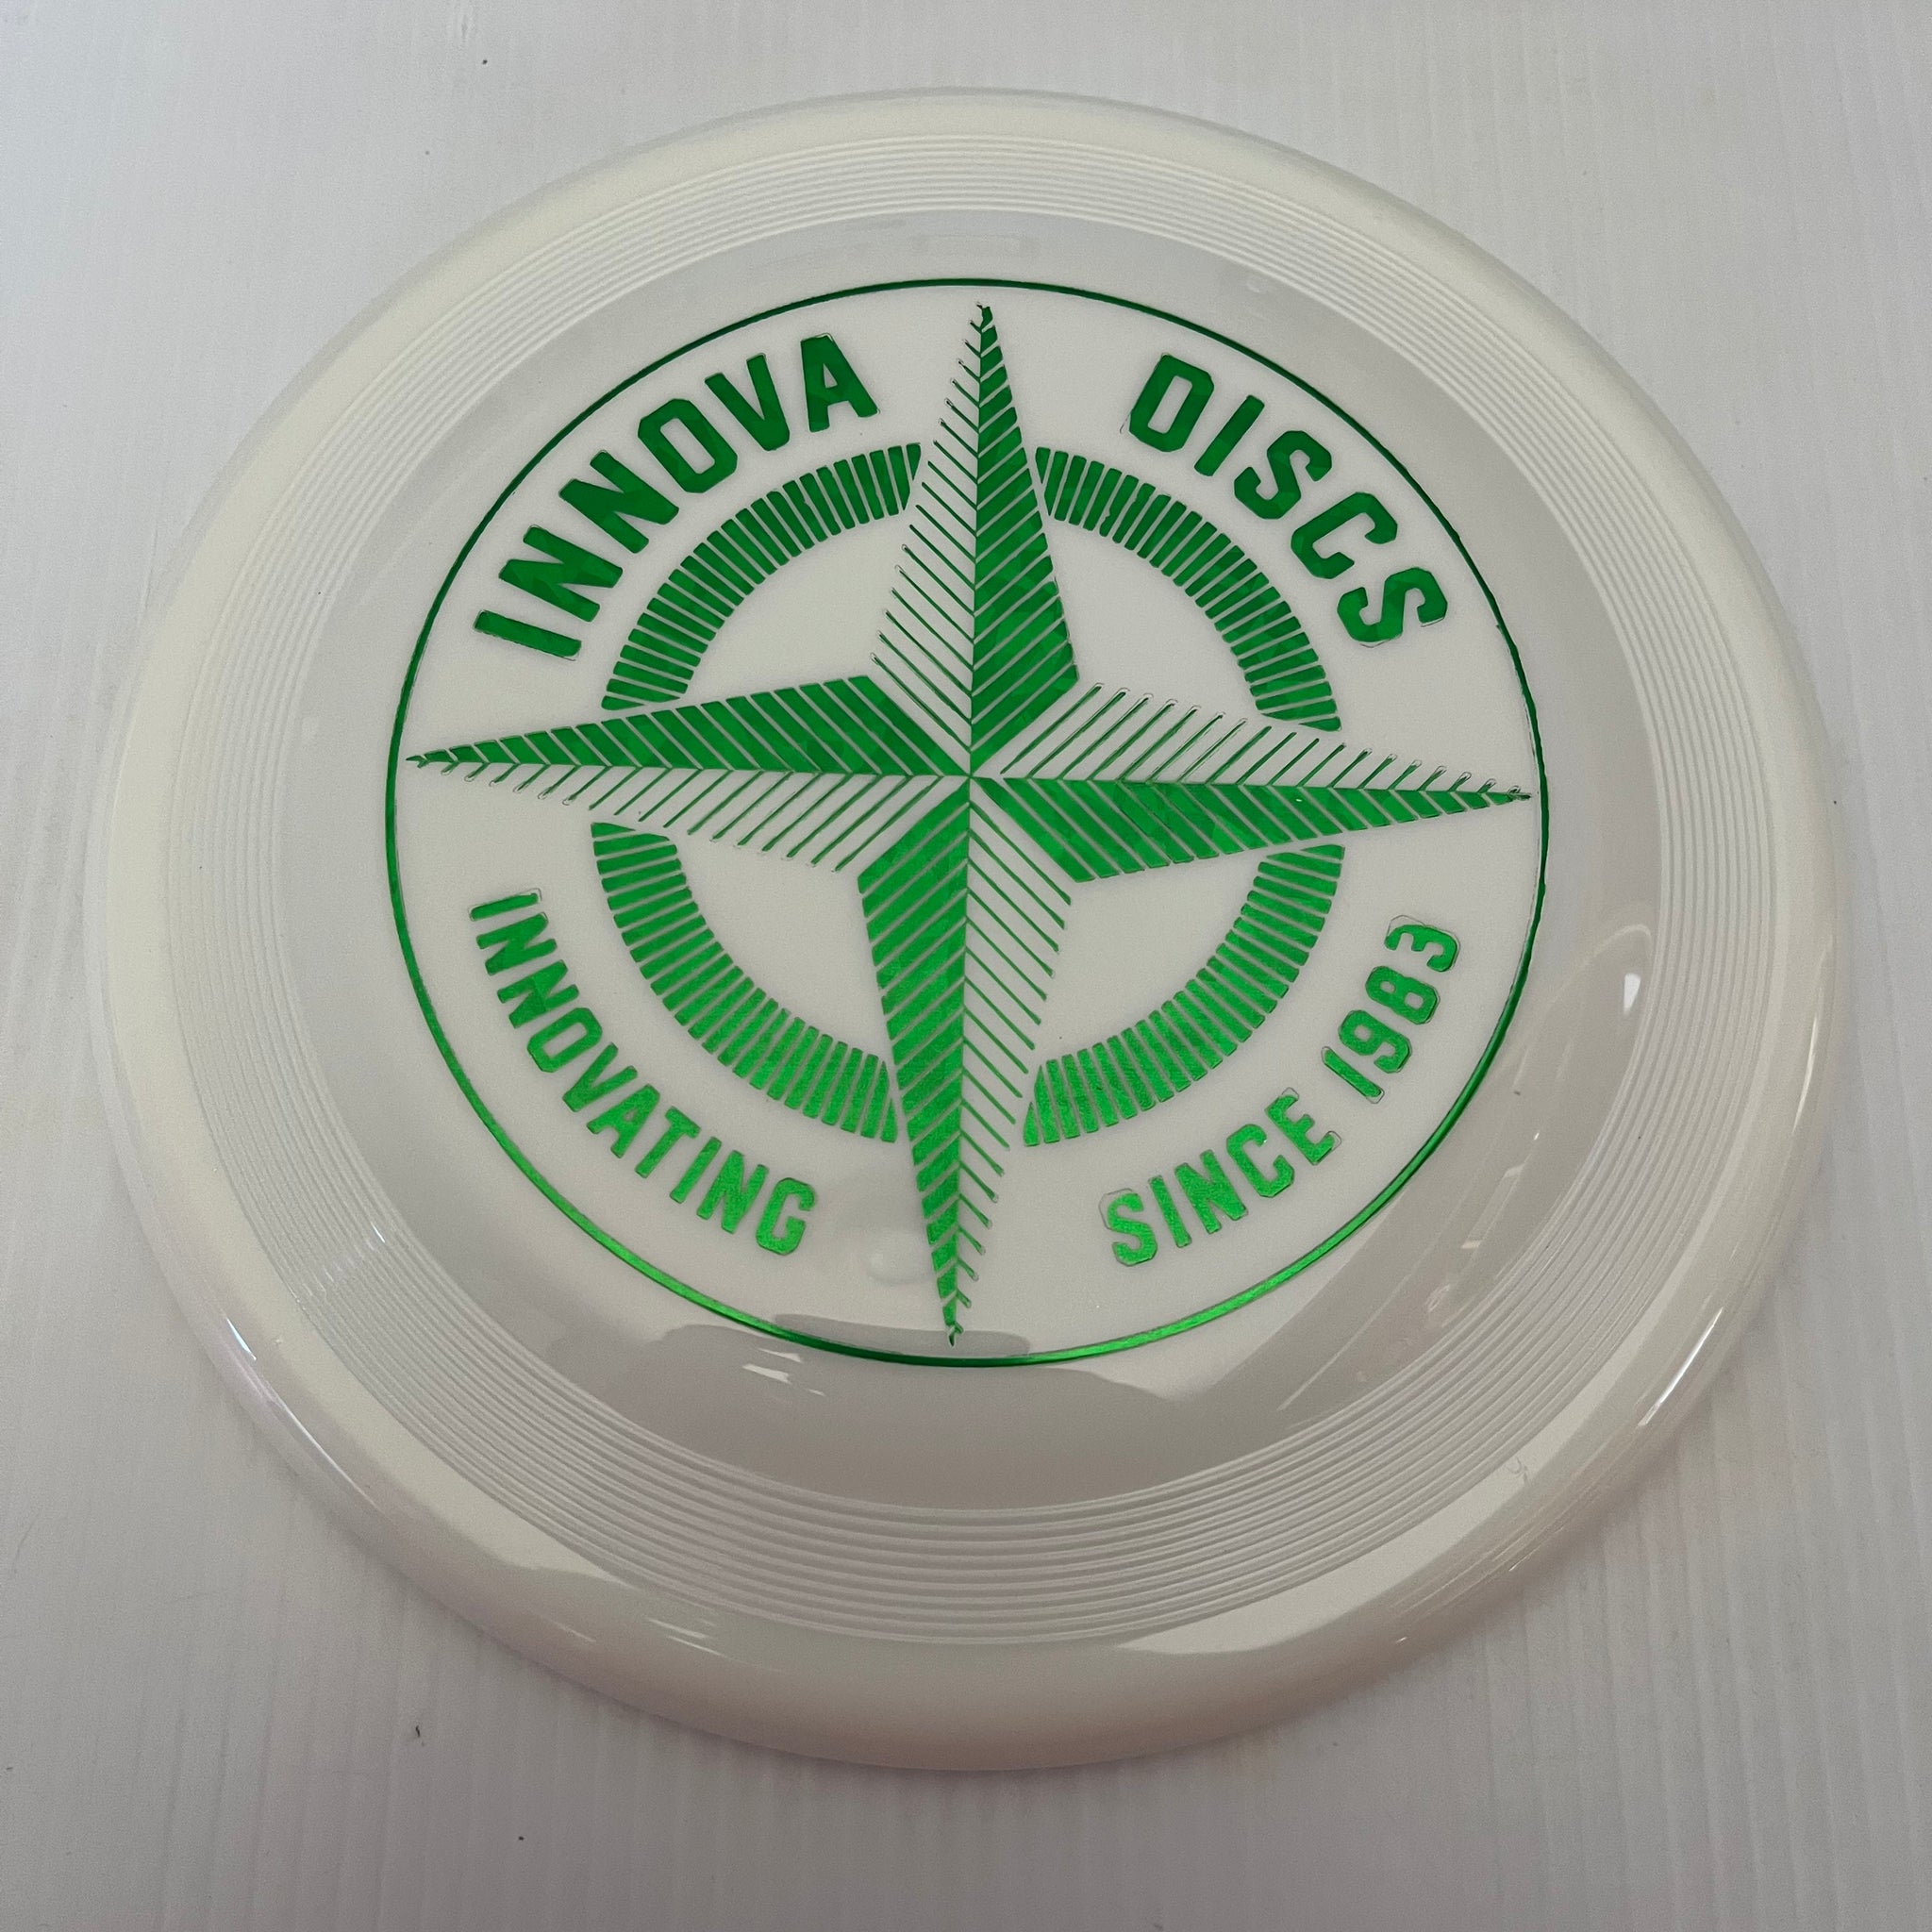 INNOVA DISCS
INNOVATING SINCE 1983